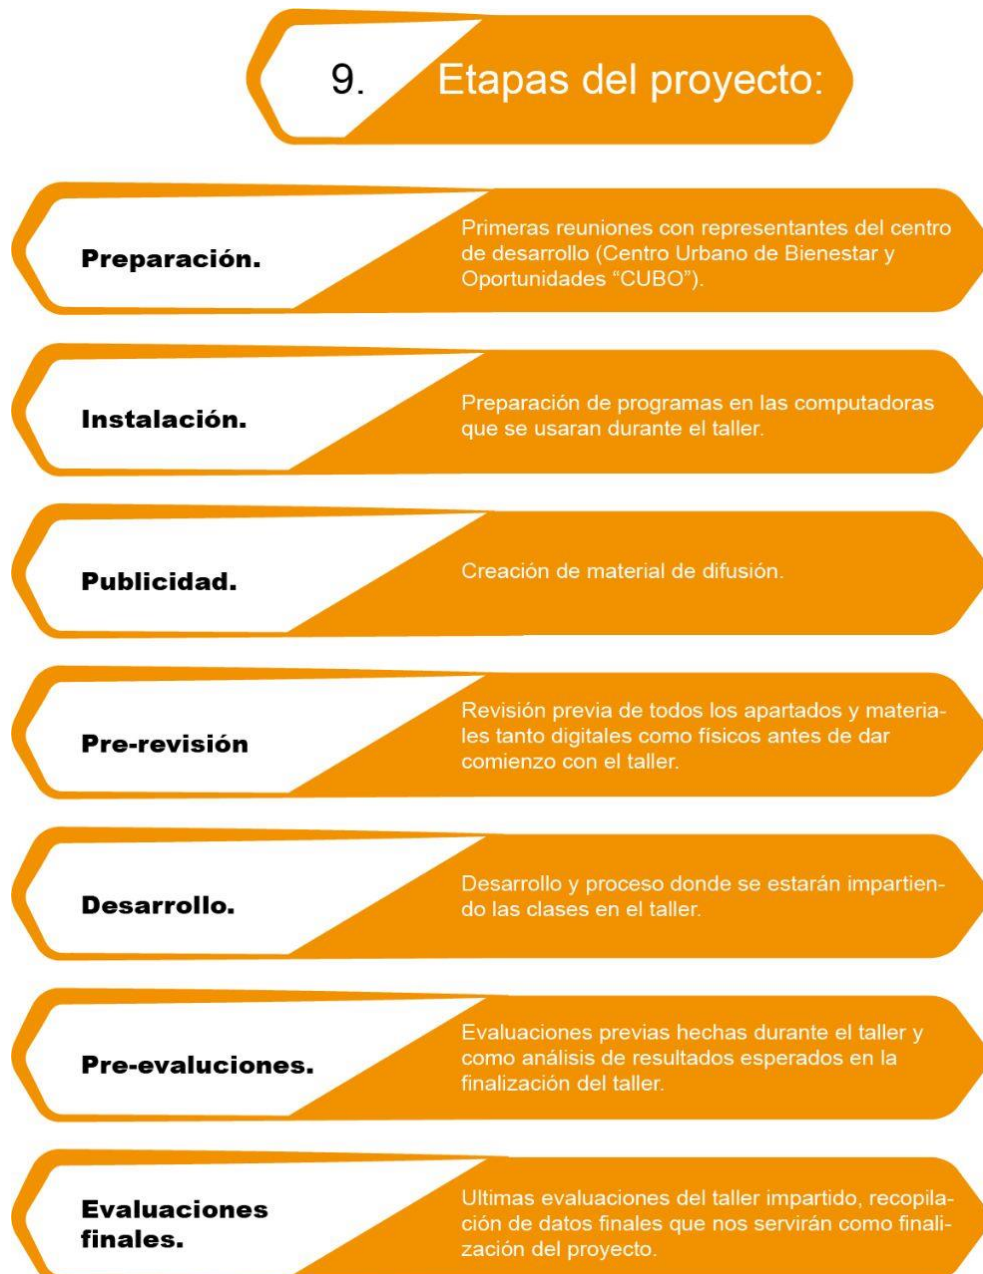 9. Etapas del proyecto:
Preparación.
Primeras reuniones con representantes del centro
de desarrollo (Centro Urbano de Bienestar y
Oportunidades “CUBO”).
Instalación.
Preparación de programas en las computadoras
que se usaran durante el taller.
Publicidad.
Creación de material de difusión.
Pre-revisión
Revisión previa de todos los apartados y materia-
les tanto digitales como físicos antes de dar
comienzo con el taller.
Desarrollo.
Desarrollo y proceso donde se estarán impartien-
do las clases en el taller.
Pre-evaluciones.
Evaluaciones previas hechas durante el taller y
como análisis de resultados esperados en la
finalización del taller.
Evaluaciones
finales.
Ultimas evaluaciones del taller impartido, recopila-
ción de datos finales que nos servirán como finali-
zación del proyecto.